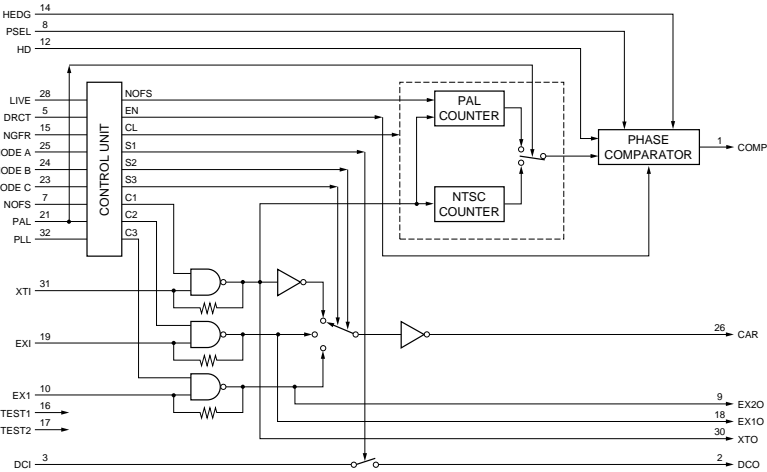 HEDG 14
PSEL 8
HD 12
LIVE 28
DRCT 5
NGFR 15
ODE A 25
ODE B 24
ODE C 23
NOFS 7
PAL 21
PLL 32
CONTROL UNIT
NOFS
EN
CL
S1
S2
S3
C1
C2
C3
PAL
COUNTER
NTSC
COUNTER
PHASE
COMPARATOR
1 COMP
XTI 31
EXI 19
EX1 10
TEST1 16
TEST2 17
DCI 3
26 CAR
9 EX2O
18 EX1O
30 XTO
2 DCO